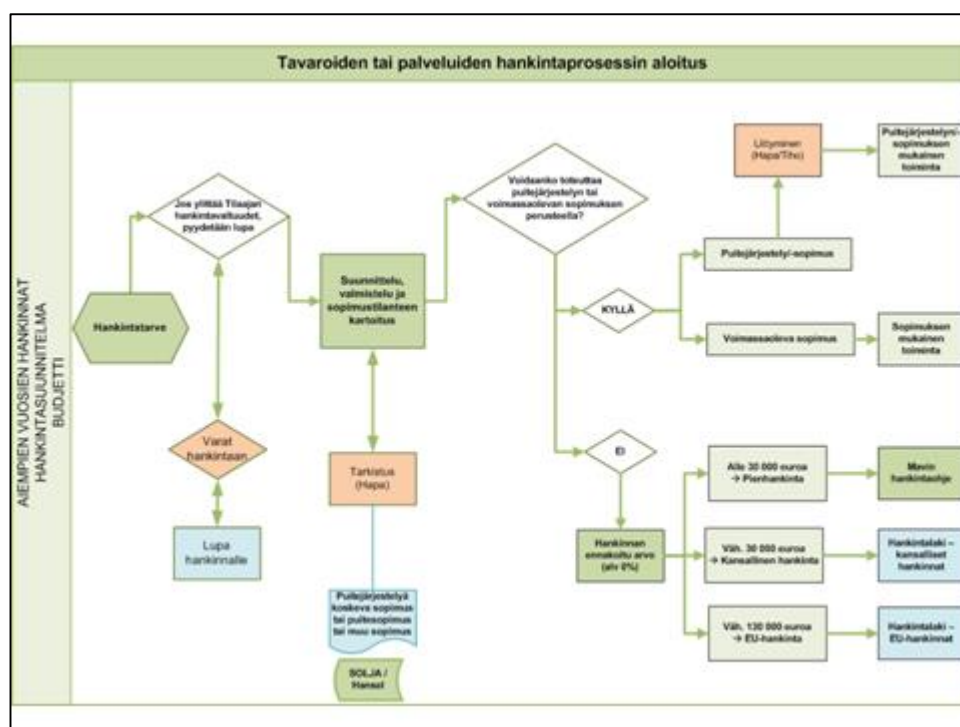 Tavaroiden tai palveluiden hankintaprosessin aloitus
AIEMPIEN VUOSIEN HANKINNAT
HANKINTASUUNNITELMA
BUDJETTI
Hankintatarve
Jos ylittää Tilaajan
hankintavaltuudet,
pyydetään lupa
Varat
hankintaan
Lupa
hankinnalle
Suunnittelu,
valmistelu ja
sopimustilanteen
kartoitus
Tarkistus
(Hapa)
Puitejärjestelyä
koskeva sopimus
tai puitesopimus
tai muu sopimus
SOLJA /
Hansel
Voidaanko toteuttaa
puitejärjestelyn tai
voimassaolevan sopimuksen
perusteella?
KYLLÄ
Puitejärjestely/-sopimus
Liityminen
(Hapa/Tiho)
Puitejärjestelyn/-
sopimuksen
mukainen
toiminta
Voimassaoleva sopimus
Sopimuksen
mukainen
toiminta
EI
Hankinnan
ennakoitu arvo
(alv 0%)
Alle 30 000 euroa
→ Pienhankinta
Mavin
hankintaohje
Väh. 30 000 euroa
→ Kansallinen hankinta
Hankintalaki –
kansalliset
hankinnat
Väh. 130 000 euroa
→ EU-hankinta
Hankintalaki –
EU-hankinnat